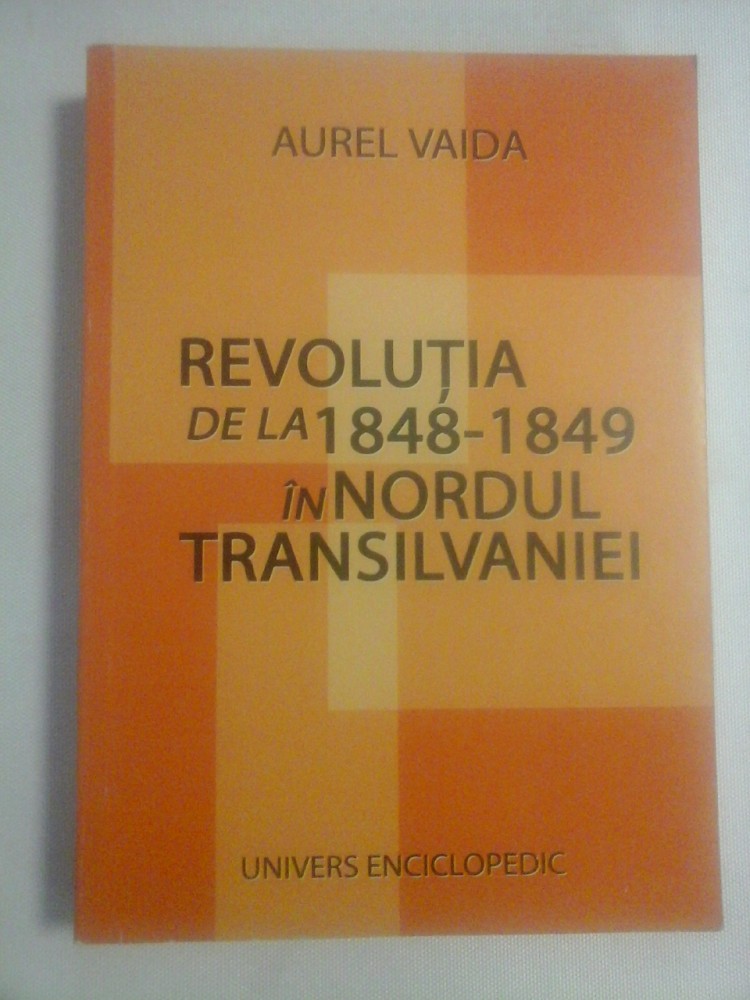 AUREL VAIDA
REVOLUȚIA
DE LA 1848-1849
ÎN NORDUL
TRANSILVANIEI
UNIVERS ENCICLOPEDIC